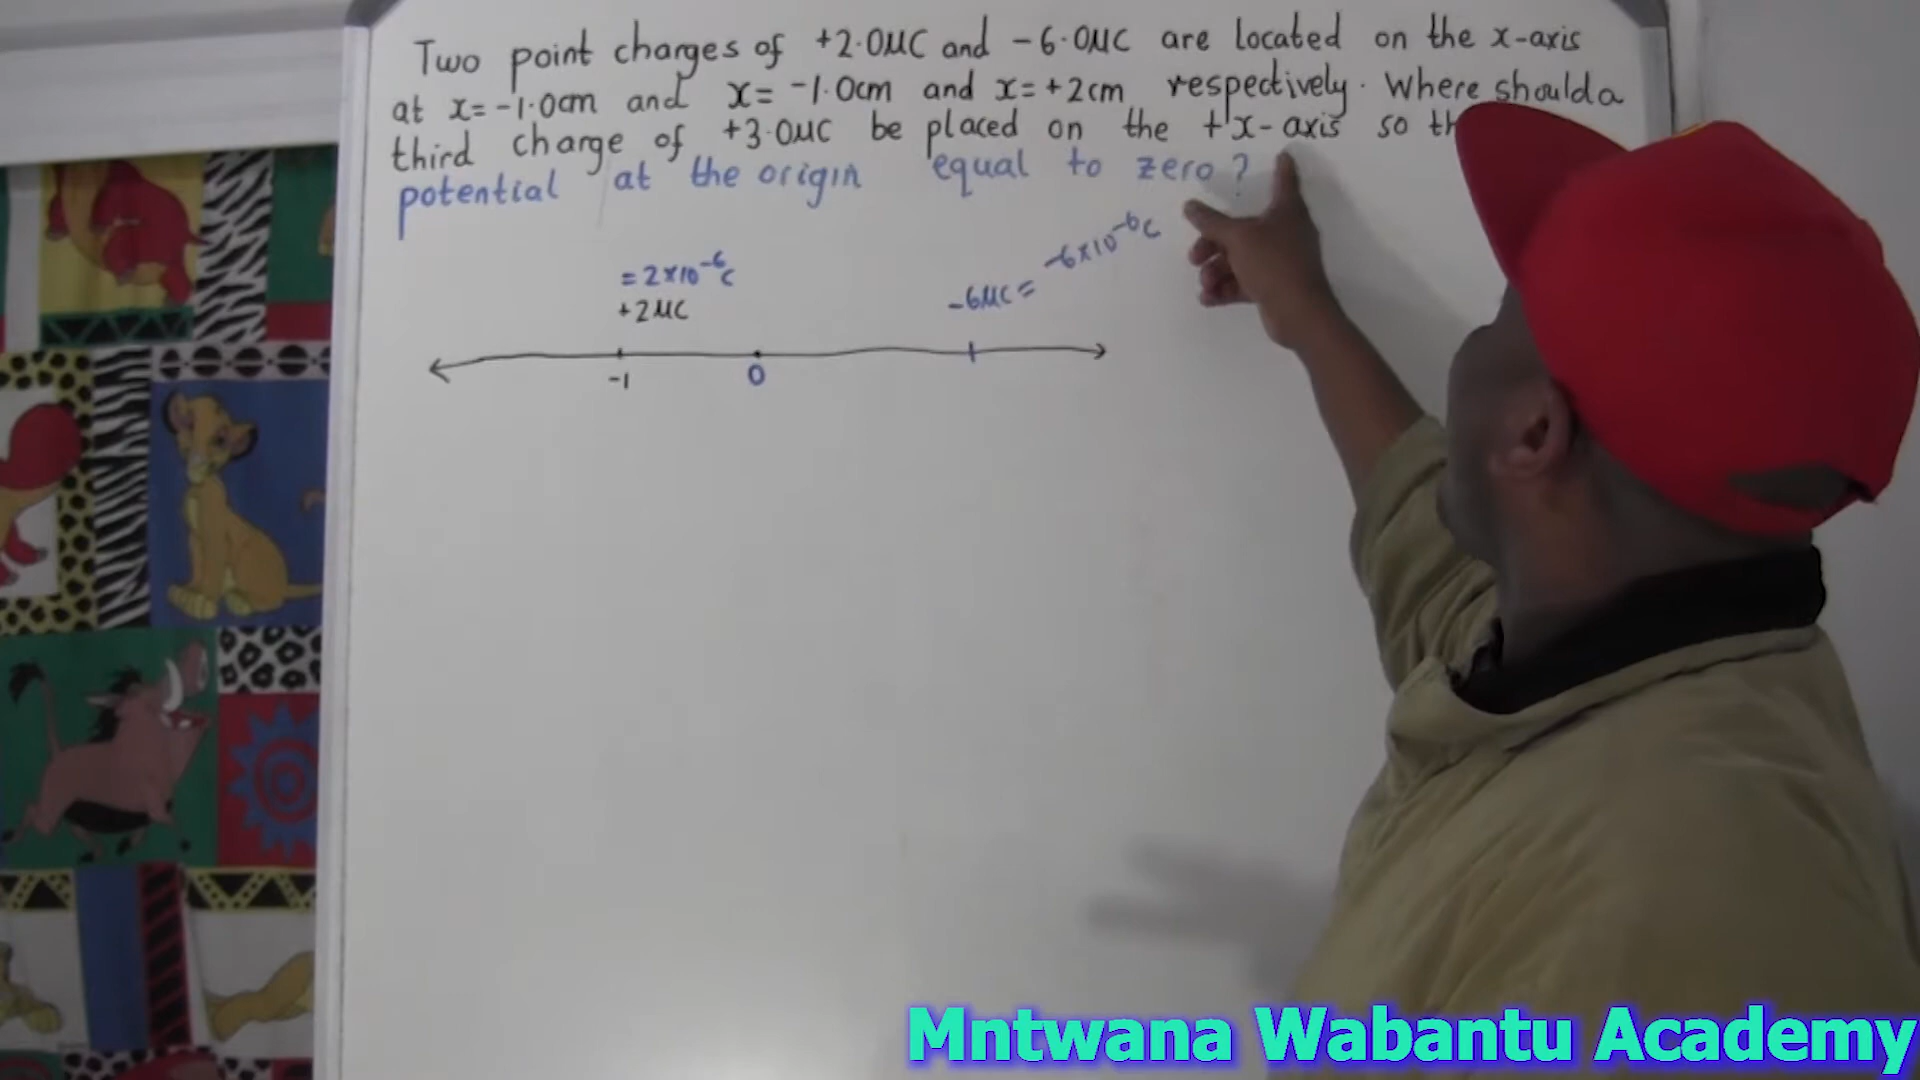 Two point charges of +2.0μC and -6.0μC are located on the x-axis
at x=-1.0cm and x=-1.0cm and x=+2cm respectively. Where should a
third charge of +3.0μC be placed on the +x-axis so
potential at the origin equal to zero?
=2×10⁻⁶C
+2μC
-6μC = -6×10⁻⁶C
-1 0
Mntwana Wabantu Academy